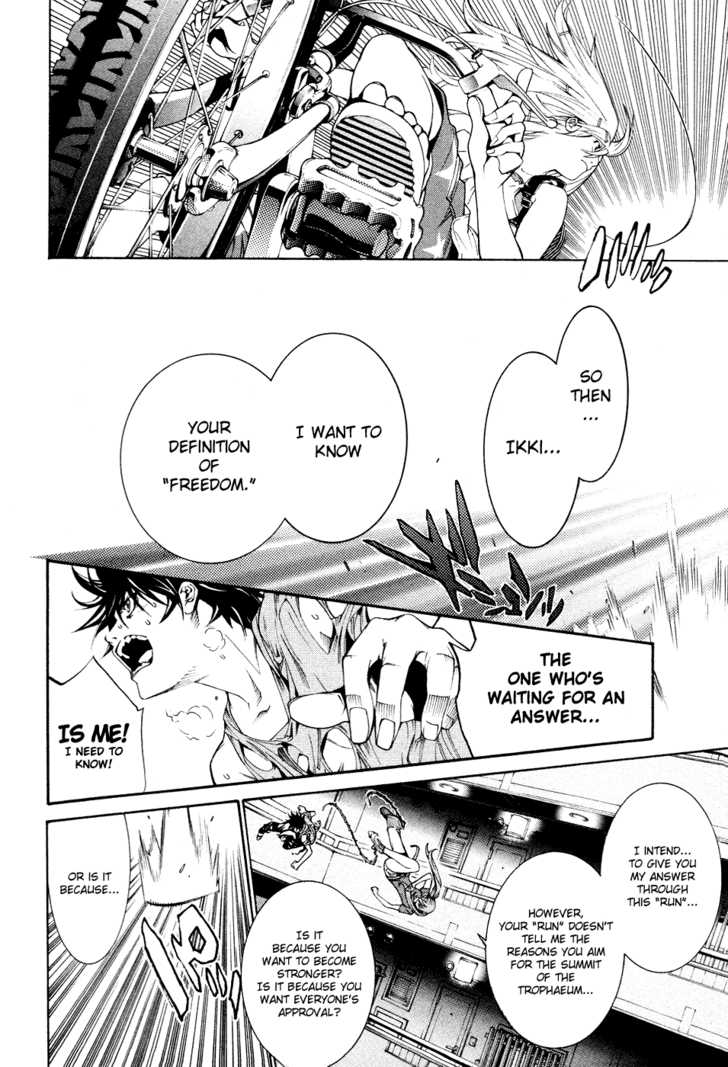 SO
THEN
...
IKKI...
I WANT TO
KNOW
YOUR
DEFINITION
OF
"FREEDOM."
THE
ONE WHO'S
WAITING FOR AN
ANSWER...
IS ME!
I NEED TO
KNOW!
I INTEND...
TO GIVE YOU
MY ANSWER
THROUGH
THIS "RUN"...
HOWEVER,
YOUR "RUN" DOESN'T
TELL ME THE
REASONS YOU AIM
FOR THE SUMMIT
OF THE
TROPHAEUM...
IS IT
BECAUSE YOU
WANT TO BECOME
STRONGER?
IS IT BECAUSE YOU
WANT EVERYONE'S
APPROVAL?
OR IS IT
BECAUSE...